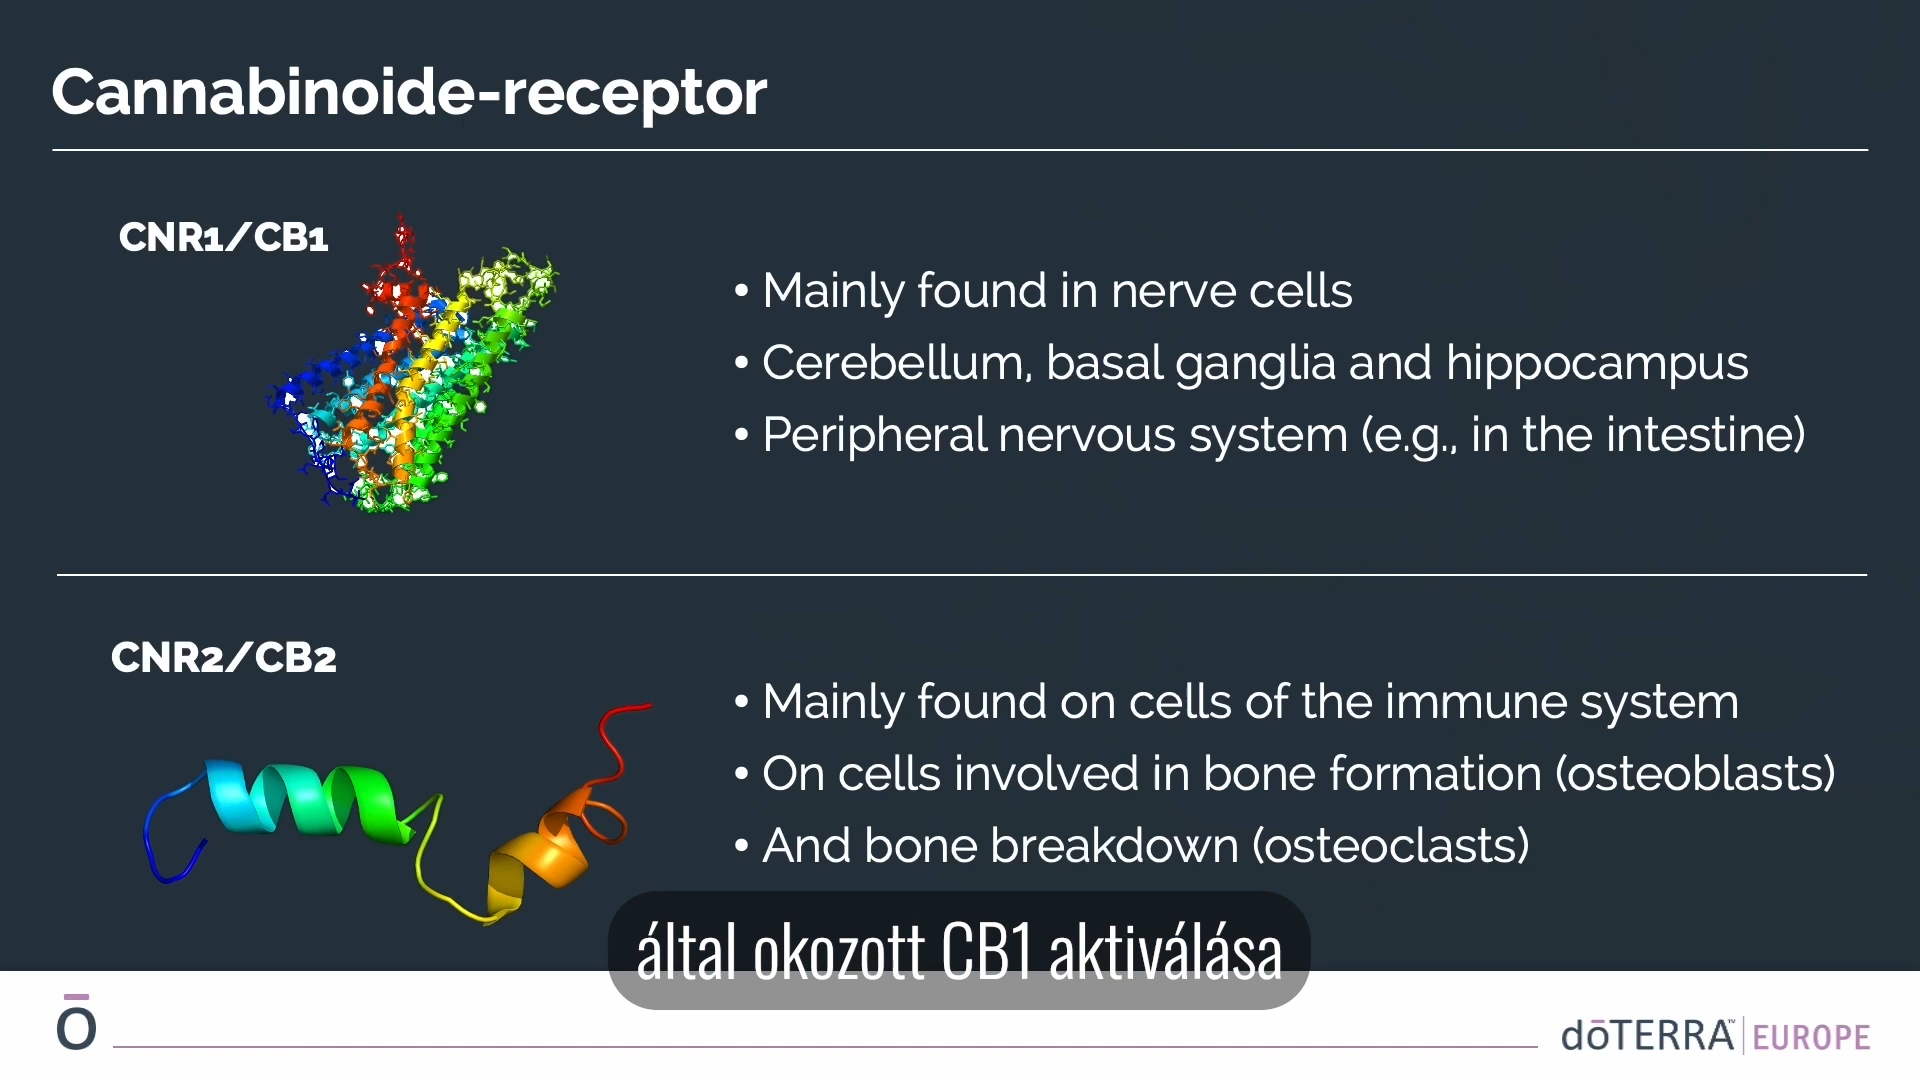 Cannabinoide-receptor
CNR1/CB1
• Mainly found in nerve cells
• Cerebellum, basal ganglia and hippocampus
• Peripheral nervous system (e.g., in the intestine)
CNR2/CB2
• Mainly found on cells of the immune system
• On cells involved in bone formation (osteoblasts)
• And bone breakdown (osteoclasts)
által okozott CB1 aktiválása
ō
dōTERRA™ EUROPE